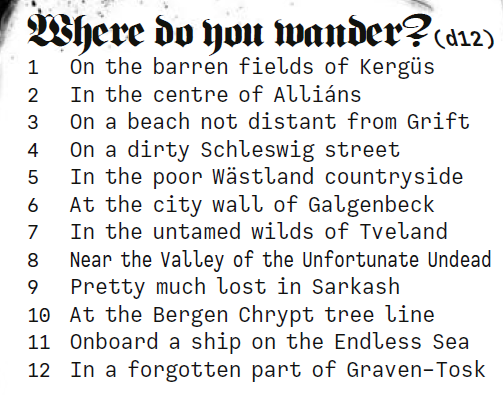 Where do you wander? (d12)
1 On the barren fields of Kergüs
2 In the centre of Alliáns
3 On a beach not distant from Grift
4 On a dirty Schleswig street
5 In the poor Wästland countryside
6 At the city wall of Galgenbeck
7 In the untamed wilds of Tveland
8 Near the Valley of the Unfortunate Undead
9 Pretty much lost in Sarkash
10 At the Bergen Chrypt tree line
11 Onboard a ship on the Endless Sea
12 In a forgotten part of Graven-Tosk